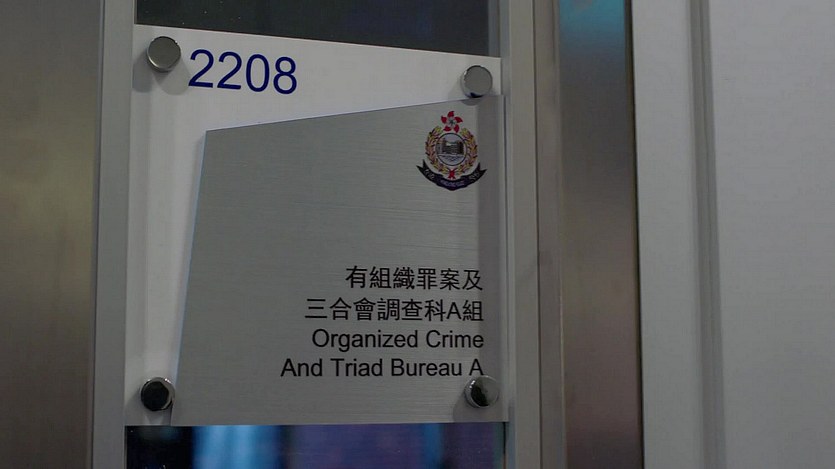 2208
有組織罪案及
三合會調查科A組
Organized Crime
And Triad Bureau A